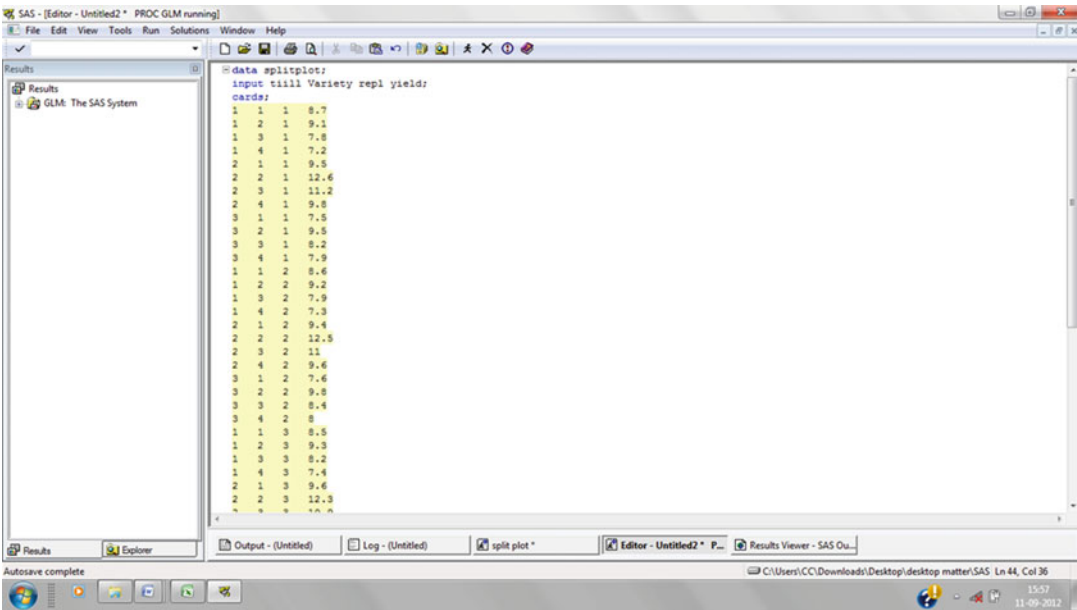 SAS - [Editor - Untitled2 * PROC GLM running]
File Edit View Tools Run Solutions Window Help
Results
Results
GLM: The SAS System
data splitplot;
input tiill Variety repl yield;
cards;
1 1 1 8.7
1 2 1 9.1
1 3 1 7.8
1 4 1 7.2
2 1 1 9.5
2 2 1 12.6
2 3 1 11.2
2 4 1 9.8
3 1 1 7.5
3 2 1 9.5
3 3 1 8.2
3 4 1 7.9
1 1 2 8.6
1 2 2 9.2
1 3 2 7.9
1 4 2 7.3
2 1 2 9.4
2 2 2 12.5
2 3 2 11
2 4 2 9.6
3 1 2 7.6
3 2 2 9.8
3 3 2 8.4
3 4 2 8
1 1 3 8.5
1 2 3 9.3
1 3 3 8.2
1 4 3 7.4
2 1 3 9.6
2 2 3 12.3
Results Explorer
Output - (Untitled) Log - (Untitled) split plot * Editor - Untitled2 * P... Results Viewer - SAS Ou...
Autosave complete
C:\Users\CC\Downloads\Desktop\desktop matter\SAS Ln 44, Col 36
15:57
11-09-2012